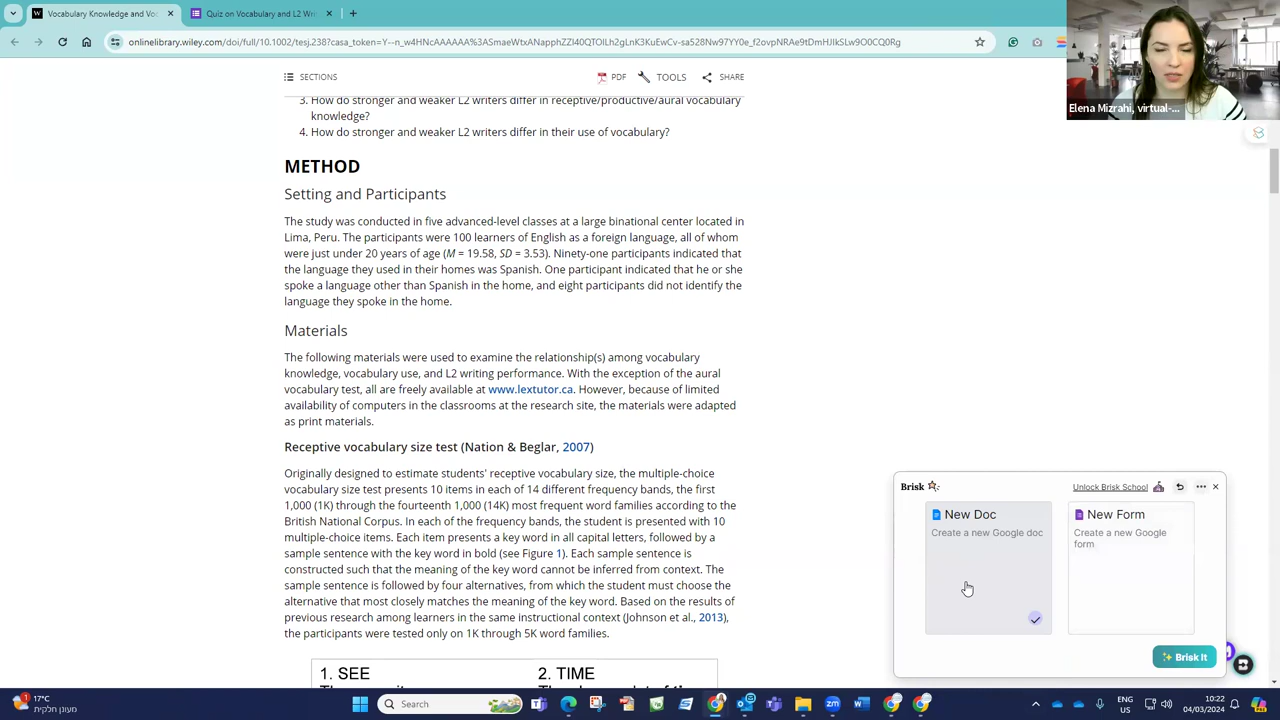 Vocabulary Knowledge and Voc
Quiz on Vocabulary and L2 Wri
onlinelibrary.wiley.com/doi/full/10.1002/tesj.238?casa_token=Y--n_w4HNcAAAAAA%3ASmaeWtxANapphZZl40QTOlLh2gLnK3KuEwCv-sa528Nw97YY0e_f2ovpNRAe9tDmHJIkSLw9O0CQ0Rg
Elena Mizrahi, virtual-...
SECTIONS
PDF
TOOLS
SHARE
3. How do stronger and weaker L2 writers differ in receptive/productive/aural vocabulary
knowledge?
4. How do stronger and weaker L2 writers differ in their use of vocabulary?
METHOD
Setting and Participants
The study was conducted in five advanced-level classes at a large binational center located in
Lima, Peru. The participants were 100 learners of English as a foreign language, all of whom
were just under 20 years of age (M = 19.58, SD = 3.53). Ninety-one participants indicated that
the language they used in their homes was Spanish. One participant indicated that he or she
spoke a language other than Spanish in the home, and eight participants did not identify the
language they spoke in the home.
Materials
The following materials were used to examine the relationship(s) among vocabulary
knowledge, vocabulary use, and L2 writing performance. With the exception of the aural
vocabulary test, all are freely available at www.lextutor.ca. However, because of limited
availability of computers in the classrooms at the research site, the materials were adapted
as print materials.
Receptive vocabulary size test (Nation & Beglar, 2007)
Originally designed to estimate students' receptive vocabulary size, the multiple-choice
vocabulary size test presents 10 items in each of 14 different frequency bands, the first
1,000 (1K) through the fourteenth 1,000 (14K) most frequent word families according to the
British National Corpus. In each of the frequency bands, the student is presented with 10
multiple-choice items. Each item presents a key word in all capital letters, followed by a
sample sentence with the key word in bold (see Figure 1). Each sample sentence is
constructed such that the meaning of the key word cannot be inferred from context. The
sample sentence is followed by four alternatives, from which the student must choose the
alternative that most closely matches the meaning of the key word. Based on the results of
previous research among learners in the same instructional context (Johnson et al., 2013),
the participants were tested only on 1K through 5K word families.
1. SEE
2. TIME
Brisk
Unlock Brisk School
New Doc
Create a new Google doc
New Form
Create a new Google
form
Brisk It
1
17°C
מעונן חלקית
Search
ENG
US
10:22
04/03/2024